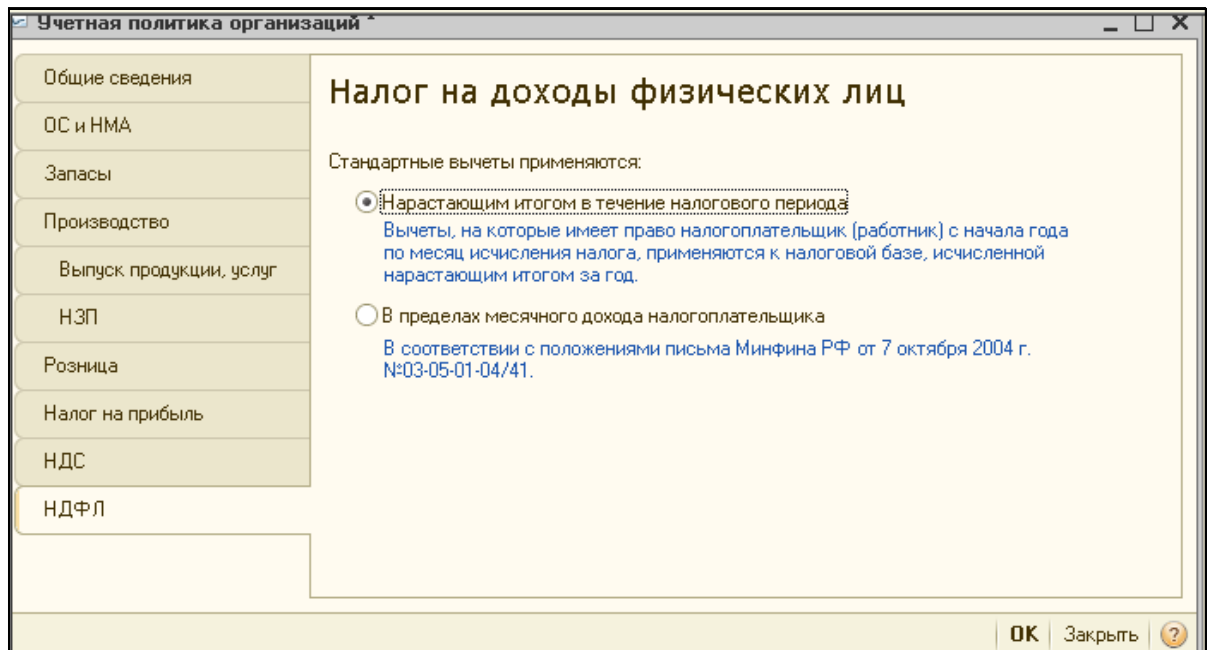 Учетная политика организаций *
Общие сведения
ОС и НМА
Запасы
Производство
Выпуск продукции, услуг
НЗП
Розница
Налог на прибыль
НДС
НДФЛ
Налог на доходы физических лиц
Стандартные вычеты применяются:
Нарастающим итогом в течение налогового периода
Вычеты, на которые имеет право налогоплательщик (работник) с начала года
по месяц исчисления налога, применяются к налоговой базе, исчисленной
нарастающим итогом за год.
В пределах месячного дохода налогоплательщика
В соответствии с положениями письма Минфина РФ от 7 октября 2004 г.
№03-05-01-04/41.
OK Закрыть ?